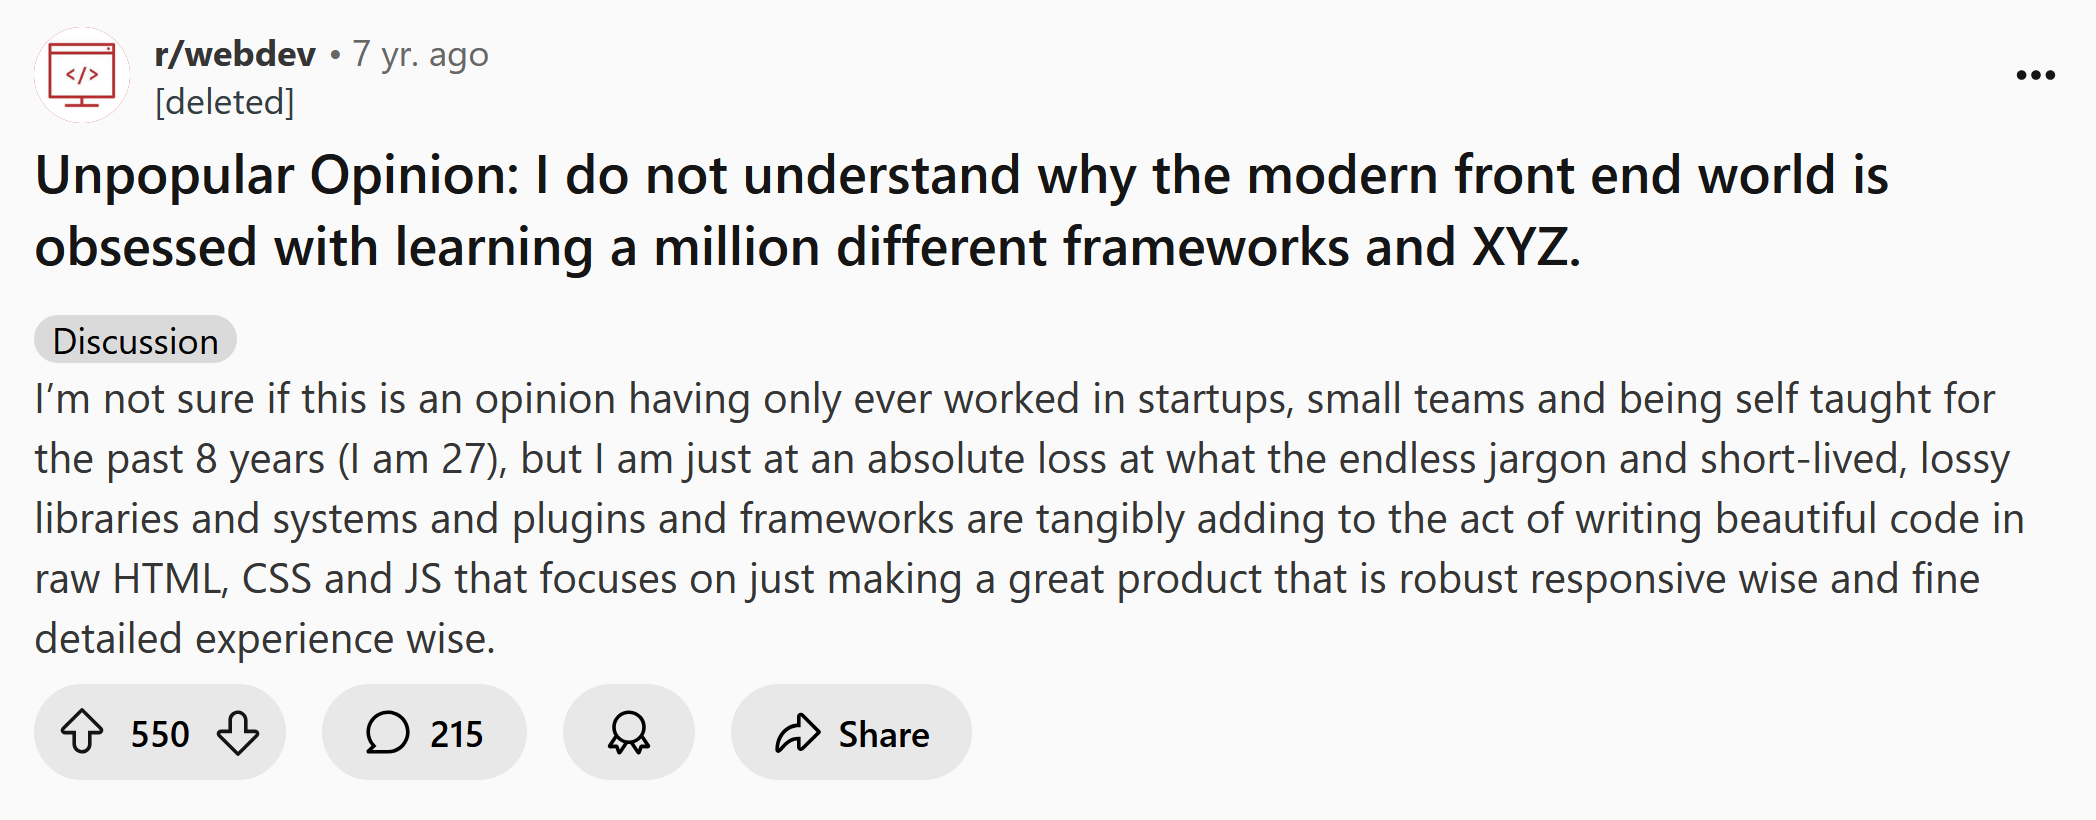 </>
r/webdev • 7 yr. ago
[deleted]
Unpopular Opinion: I do not understand why the modern front end world is
obsessed with learning a million different frameworks and XYZ.
Discussion
I’m not sure if this is an opinion having only ever worked in startups, small teams and being self taught for
the past 8 years (I am 27), but I am just at an absolute loss at what the endless jargon and short-lived, lossy
libraries and systems and plugins and frameworks are tangibly adding to the act of writing beautiful code in
raw HTML, CSS and JS that focuses on just making a great product that is robust responsive wise and fine
detailed experience wise.
550 215 Share